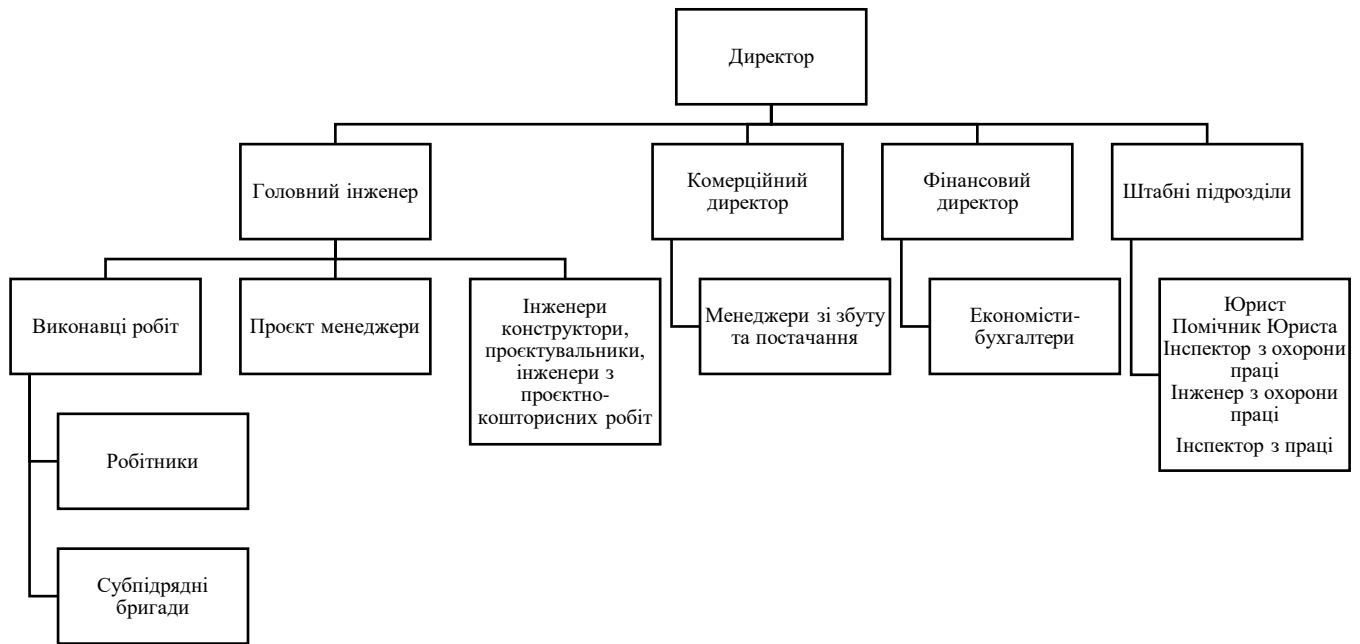 Директор
Головний інженер
Комерційний
директор
Фінансовий
директор
Штабні підрозділи
Виконавці робіт
Проєкт менеджери
Інженери
конструктори,
проєктувальники,
інженери з
проєктно-
кошторисних робіт
Менеджери зі збуту
та постачання
Економісти-
бухгалтери
Юрист
Помічник Юриста
Інспектор з охорони
праці
Інженер з охорони
праці
Інспектор з праці
Робітники
Субпідрядні
бригади